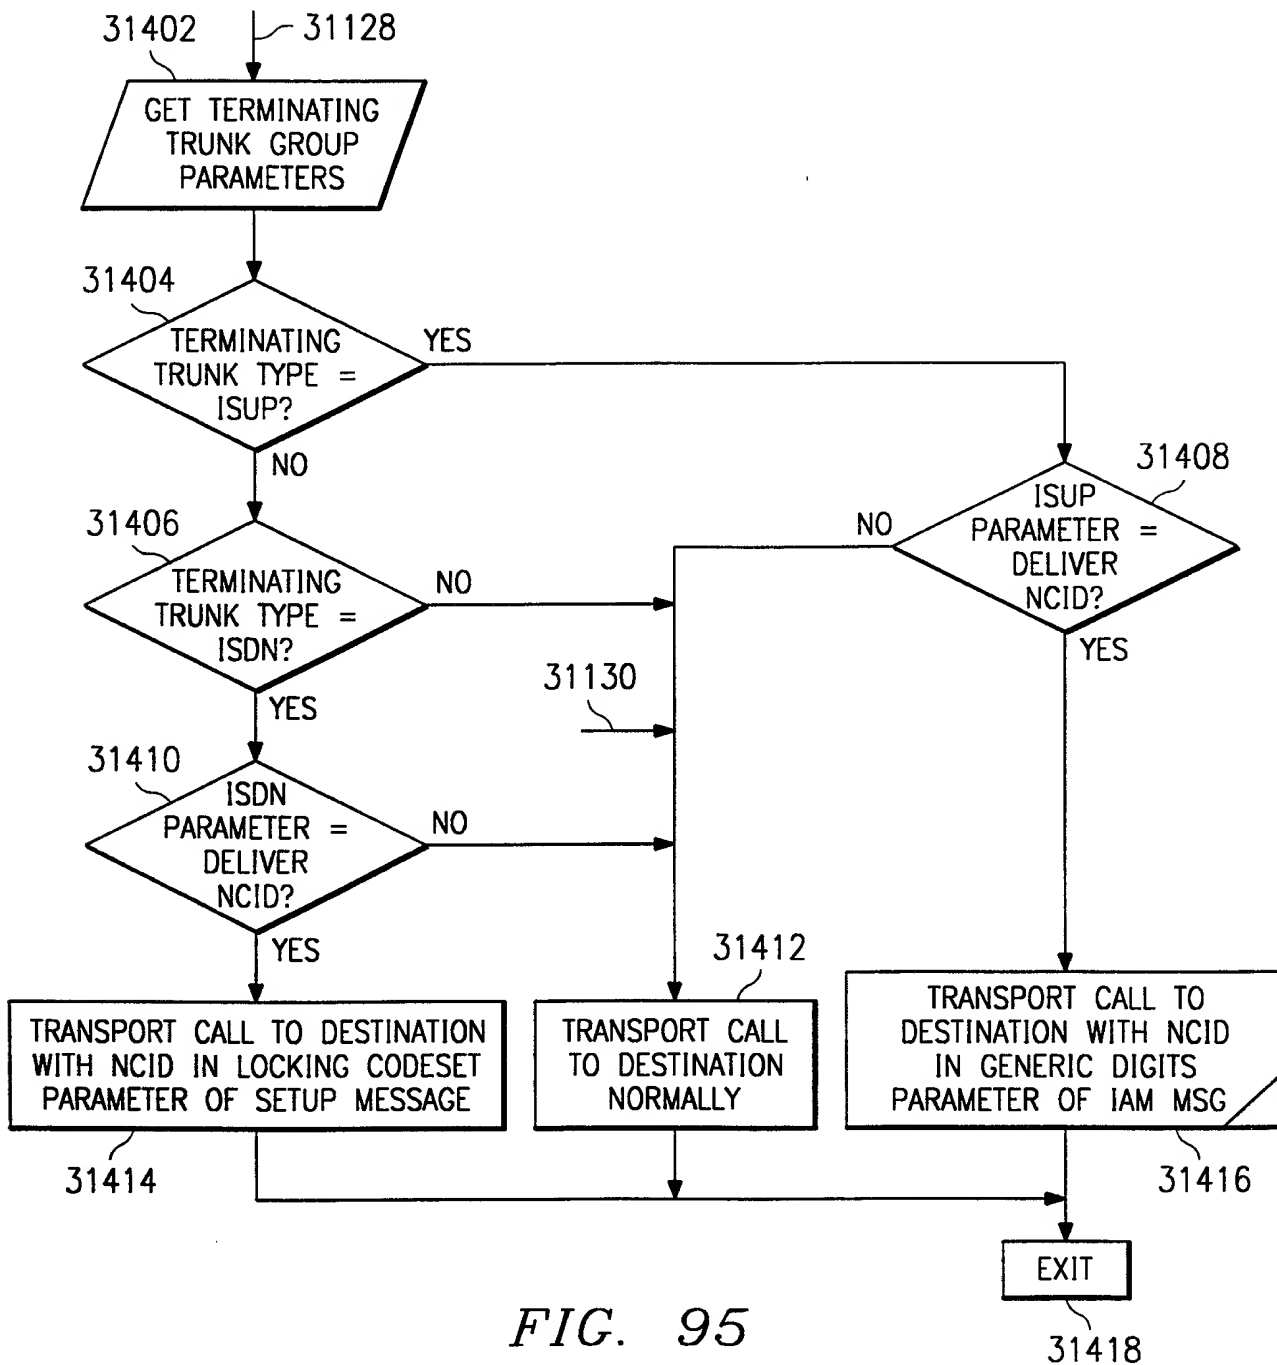 31402
31128
GET TERMINATING
TRUNK GROUP
PARAMETERS
31404
TERMINATING
TRUNK TYPE =
ISUP?
YES
NO
31408
ISUP
PARAMETER =
DELIVER
NCID?
NO
YES
31406
TERMINATING
TRUNK TYPE =
ISDN?
NO
YES
31130
31410
ISDN
PARAMETER =
DELIVER
NCID?
NO
YES
31412
TRANSPORT CALL TO DESTINATION
WITH NCID IN LOCKING CODESET
PARAMETER OF SETUP MESSAGE
31414
TRANSPORT CALL
TO DESTINATION
NORMALLY
TRANSPORT CALL TO
DESTINATION WITH NCID
IN GENERIC DIGITS
PARAMETER OF IAM MSG
31416
EXIT
31418
FIG. 95